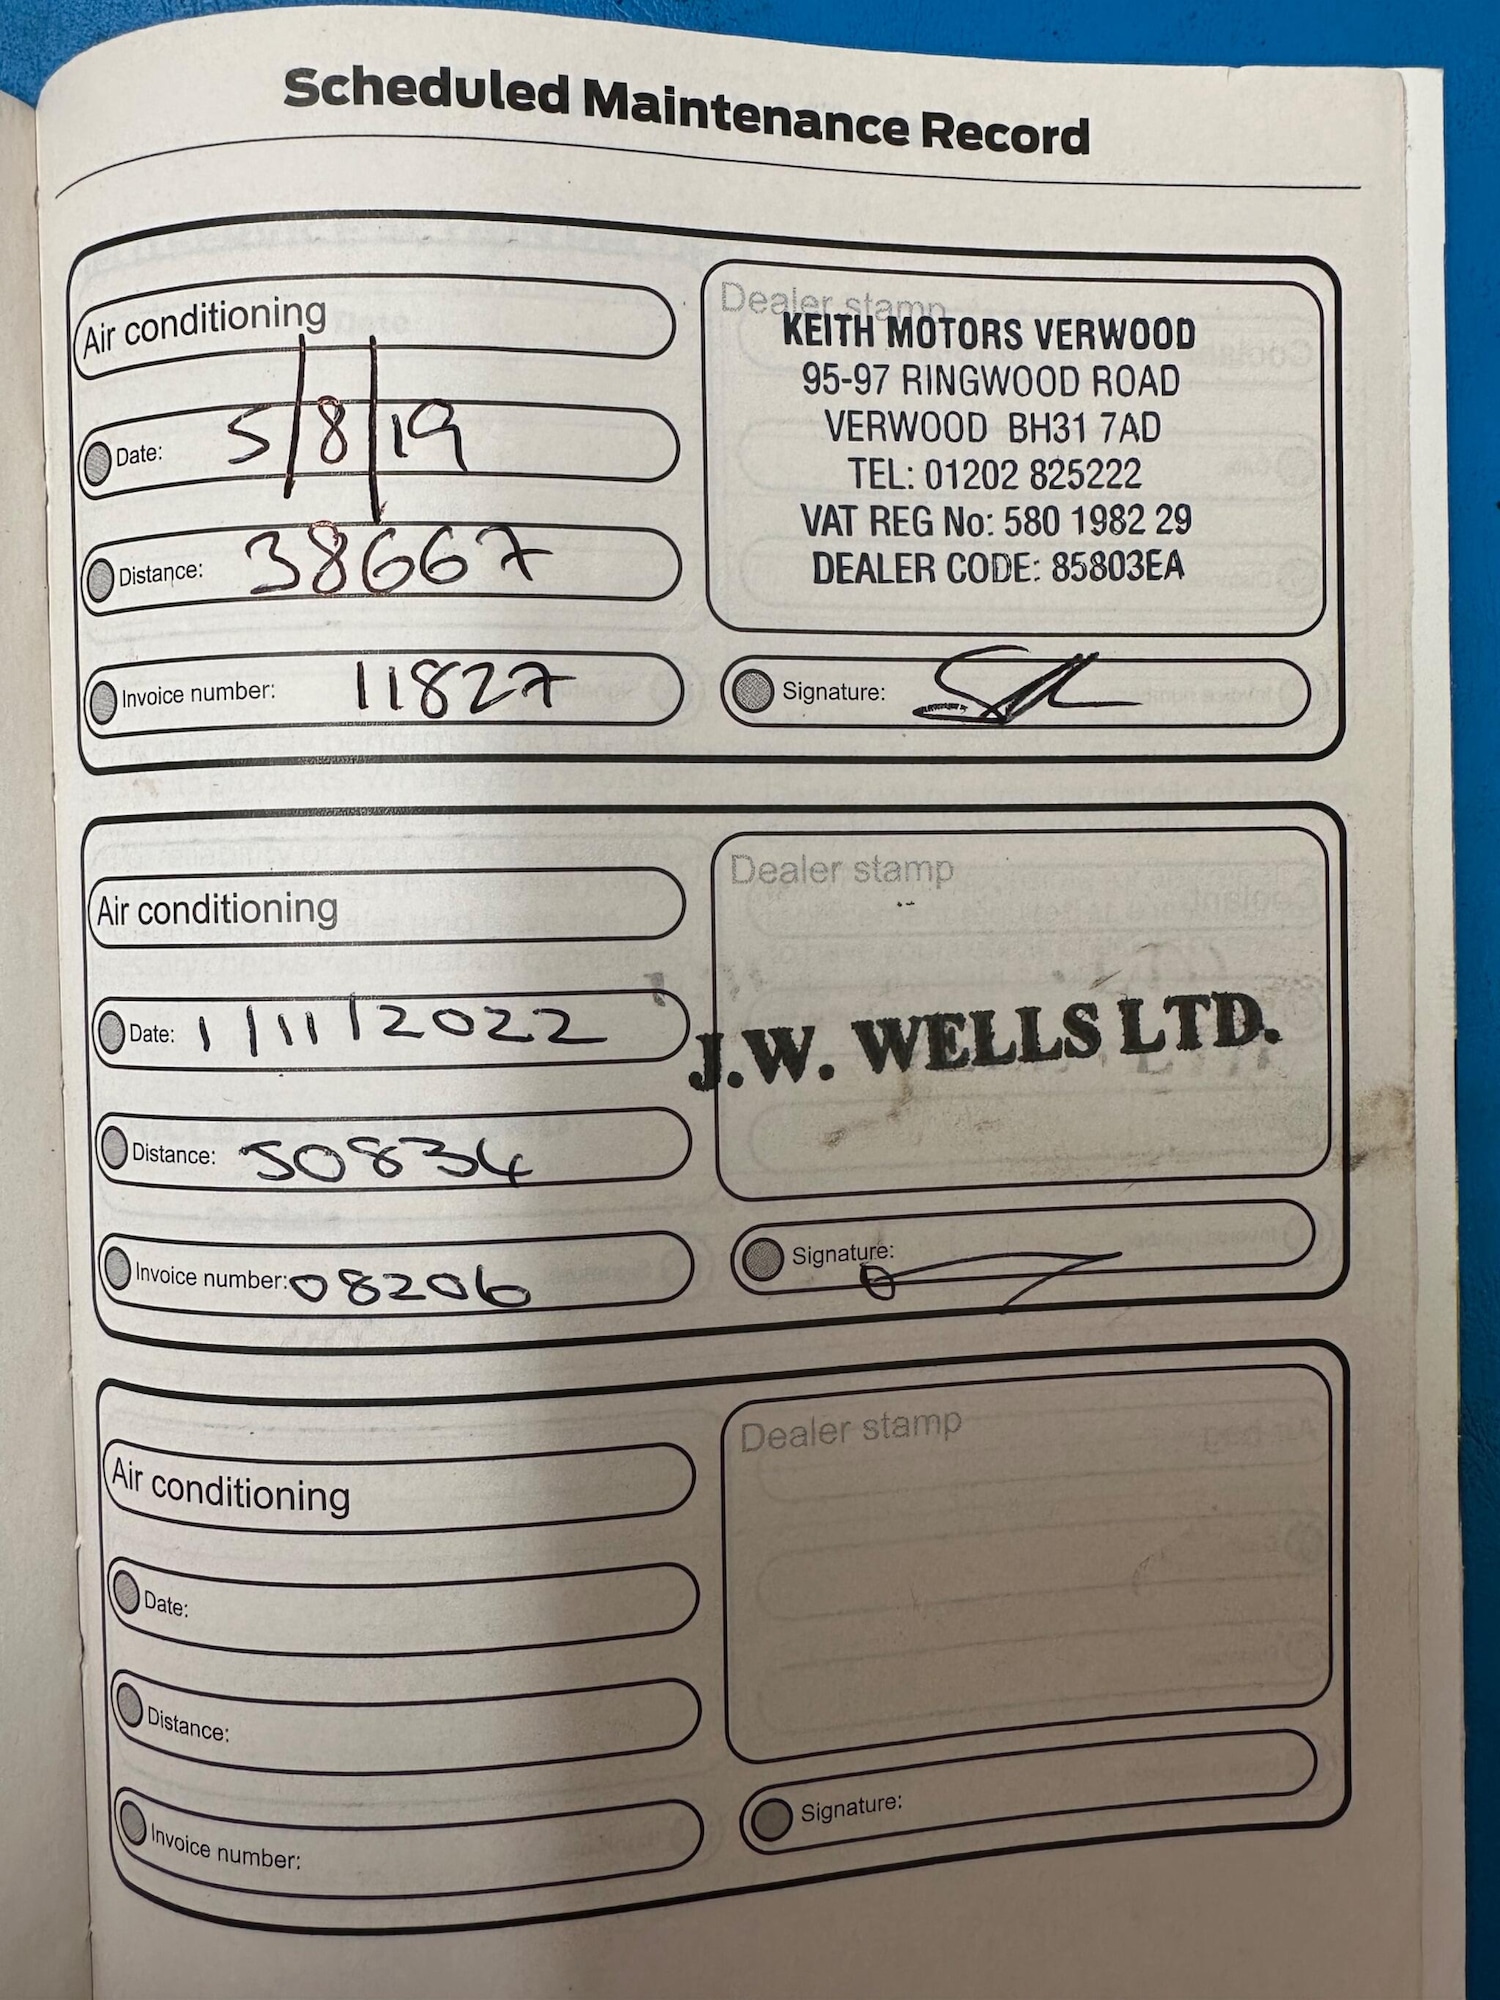 Scheduled Maintenance Record
Air conditioning
Date: 5/8/19
Distance: 38667
Invoice number: 11827
Dealer stamp
KEITH MOTORS VERWOOD
95-97 RINGWOOD ROAD
VERWOOD BH31 7AD
TEL: 01202 825222
VAT REG No: 580 1982 29
DEALER CODE: 85803EA
Signature:
Air conditioning
Date: 1/11/2022
Distance: 50834
Invoice number: 08206
Dealer stamp
J.W. WELLS LTD.
Signature:
Air conditioning
Date:
Distance:
Invoice number:
Dealer stamp
Signature: